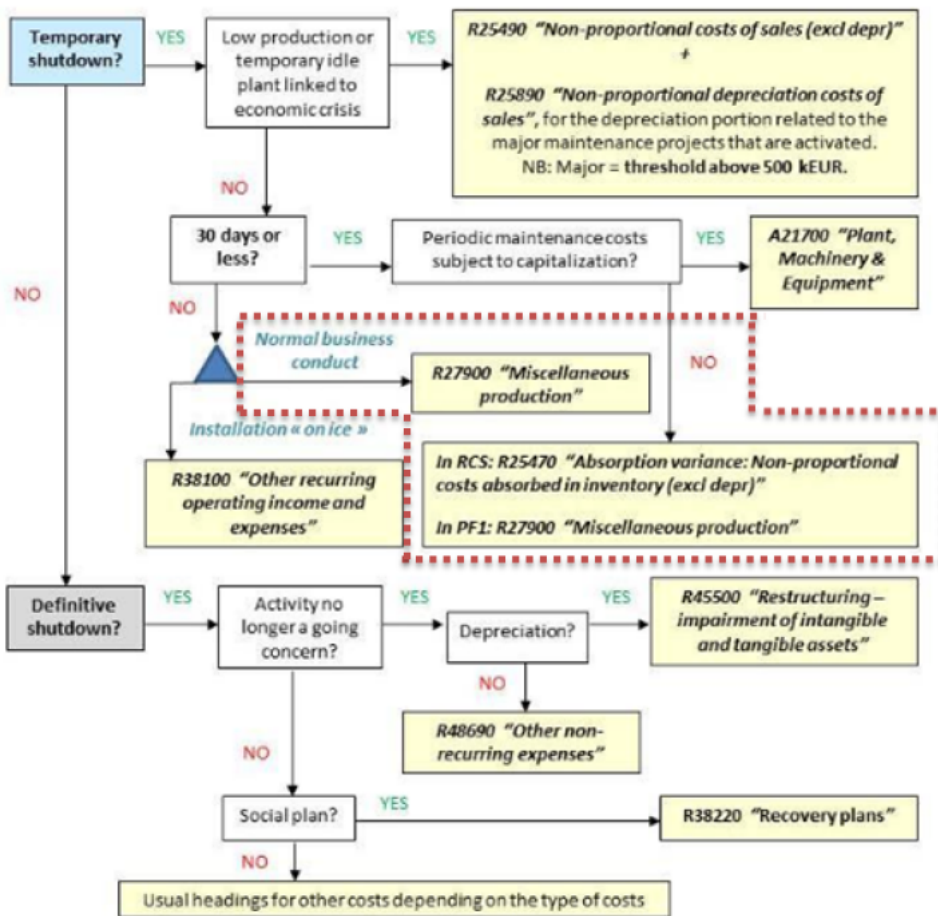 Temporary
shutdown?
YES
Low production or
temporary idle
plant linked to
economic crisis
YES
R25490 “Non-proportional costs of sales (excl depr)”
+
R25890 “Non-proportional depreciation costs of
sales”, for the depreciation portion related to the
major maintenance projects that are activated.
NB: Major = threshold above 500 kEUR.
NO
30 days or
less?
YES
Periodic maintenance costs
subject to capitalization?
YES
A21700 “Plant,
Machinery &
Equipment”
NO
NO
Normal business
conduct
R27900 “Miscellaneous
production”
NO
Installation « on ice »
R38100 “Other recurring
operating income and
expenses”
In RCS: R25470 “Absorption variance: Non-proportional
costs absorbed in inventory (excl depr)”
In PF1: R27900 “Miscellaneous production”
Definitive
shutdown?
YES
Activity no
longer a going
concern?
YES
Depreciation?
YES
R45500 “Restructuring –
impairment of intangible
and tangible assets”
NO
R48690 “Other non-
recurring expenses”
NO
Social plan?
YES
R38220 “Recovery plans”
NO
Usual headings for other costs depending on the type of costs